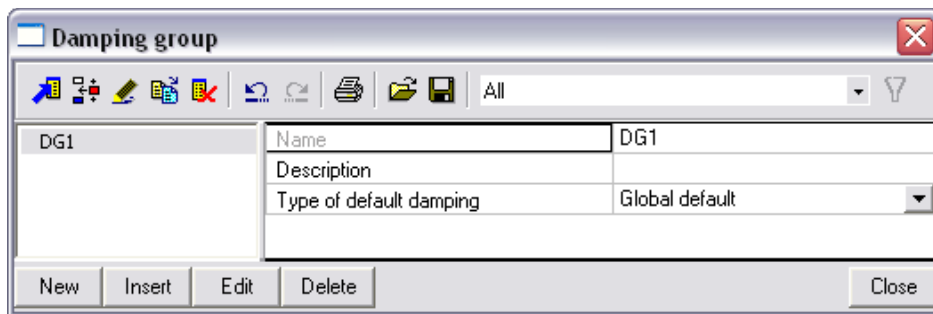 Damping group
All
DG1
Name DG1
Description
Type of default damping Global default
New Insert Edit Delete Close